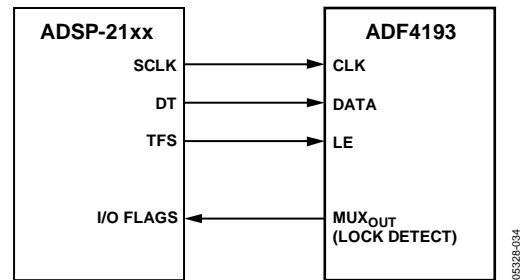 ADSP-21xx
ADF4193
SCLK
CLK
DT
DATA
TFS
LE
I/O FLAGS
MUXOUT
(LOCK DETECT)
05328-034